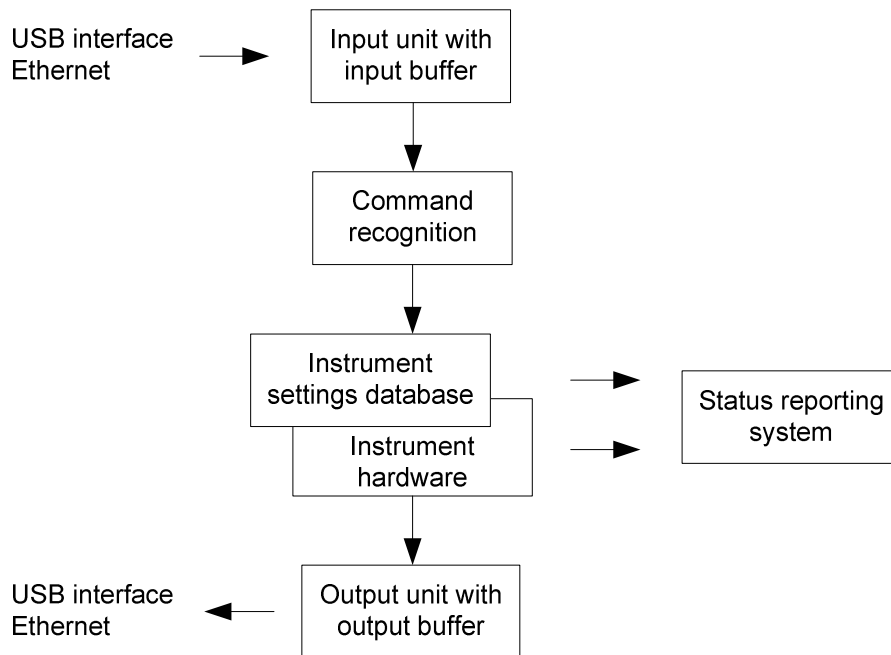 USB interface
Ethernet
Input unit with
input buffer
Command
recognition
Instrument
settings database
Instrument
hardware
Status reporting
system
USB interface
Ethernet
Output unit with
output buffer